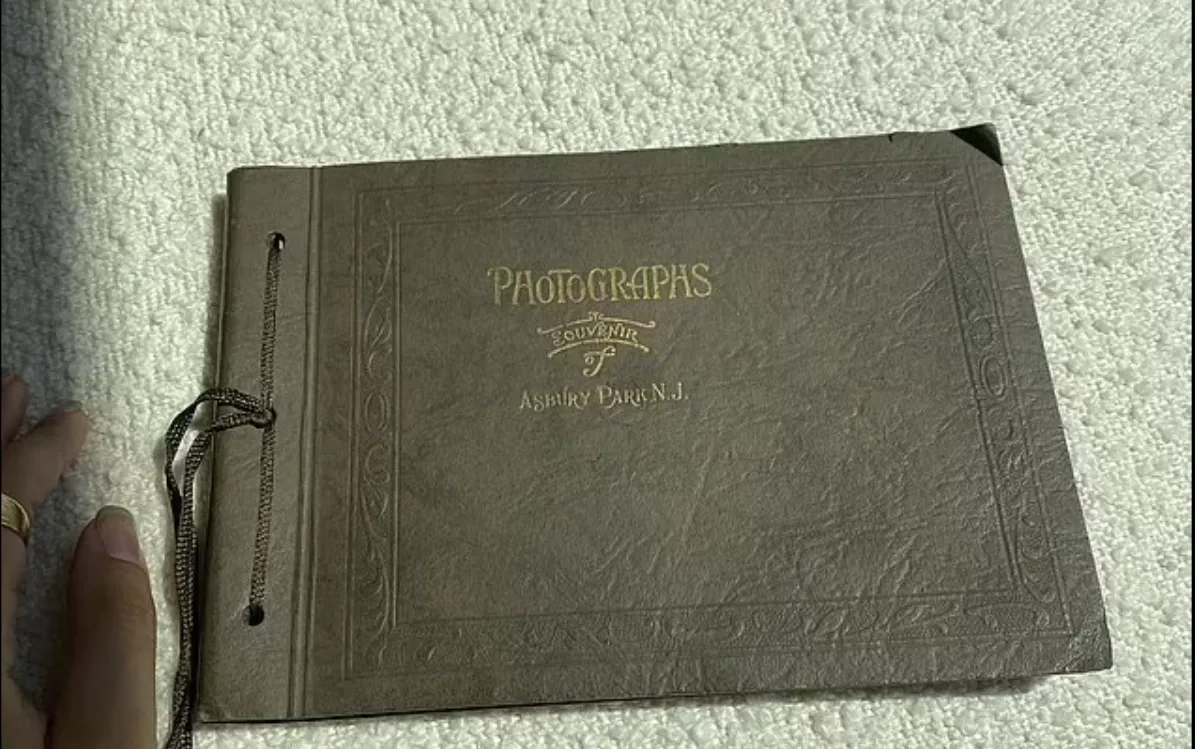 PHOTOGRAPHS
SOUVENIR
of
ASBURY PARK N.J.